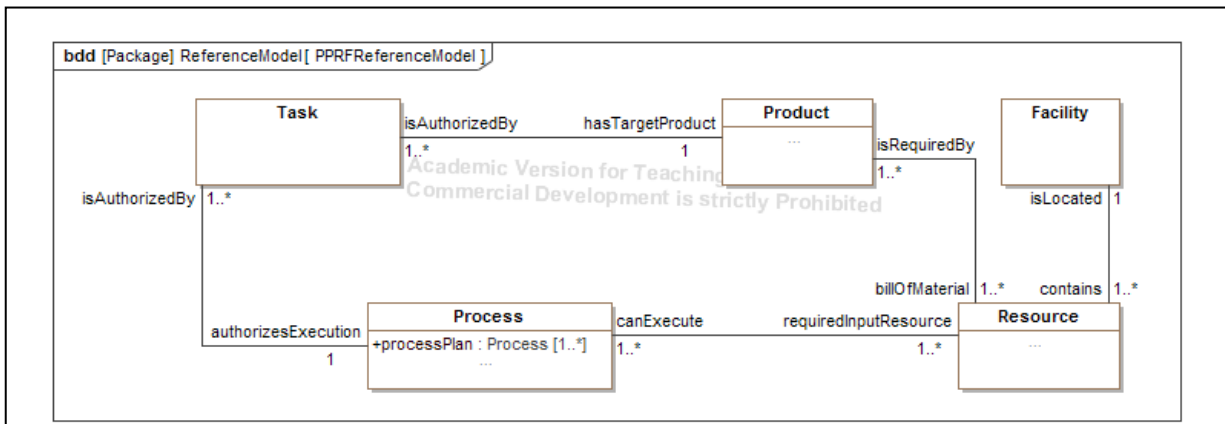 bdd [Package] ReferenceModel[ PPRFReferenceModel ]
Task
Product
Facility
isAuthorizedBy
hasTargetProduct
...
1..*
1
isRequiredBy
1..*
Academic Version for Teaching
Commercial Development is strictly Prohibited
isAuthorizedBy
1..*
isLocated
1
billOfMaterial
1..*
contains
1..*
Process
Resource
canExecute
requiredInputResource
authorizesExecution
+processPlan : Process [1..*]
...
...
1
1..*
1..*